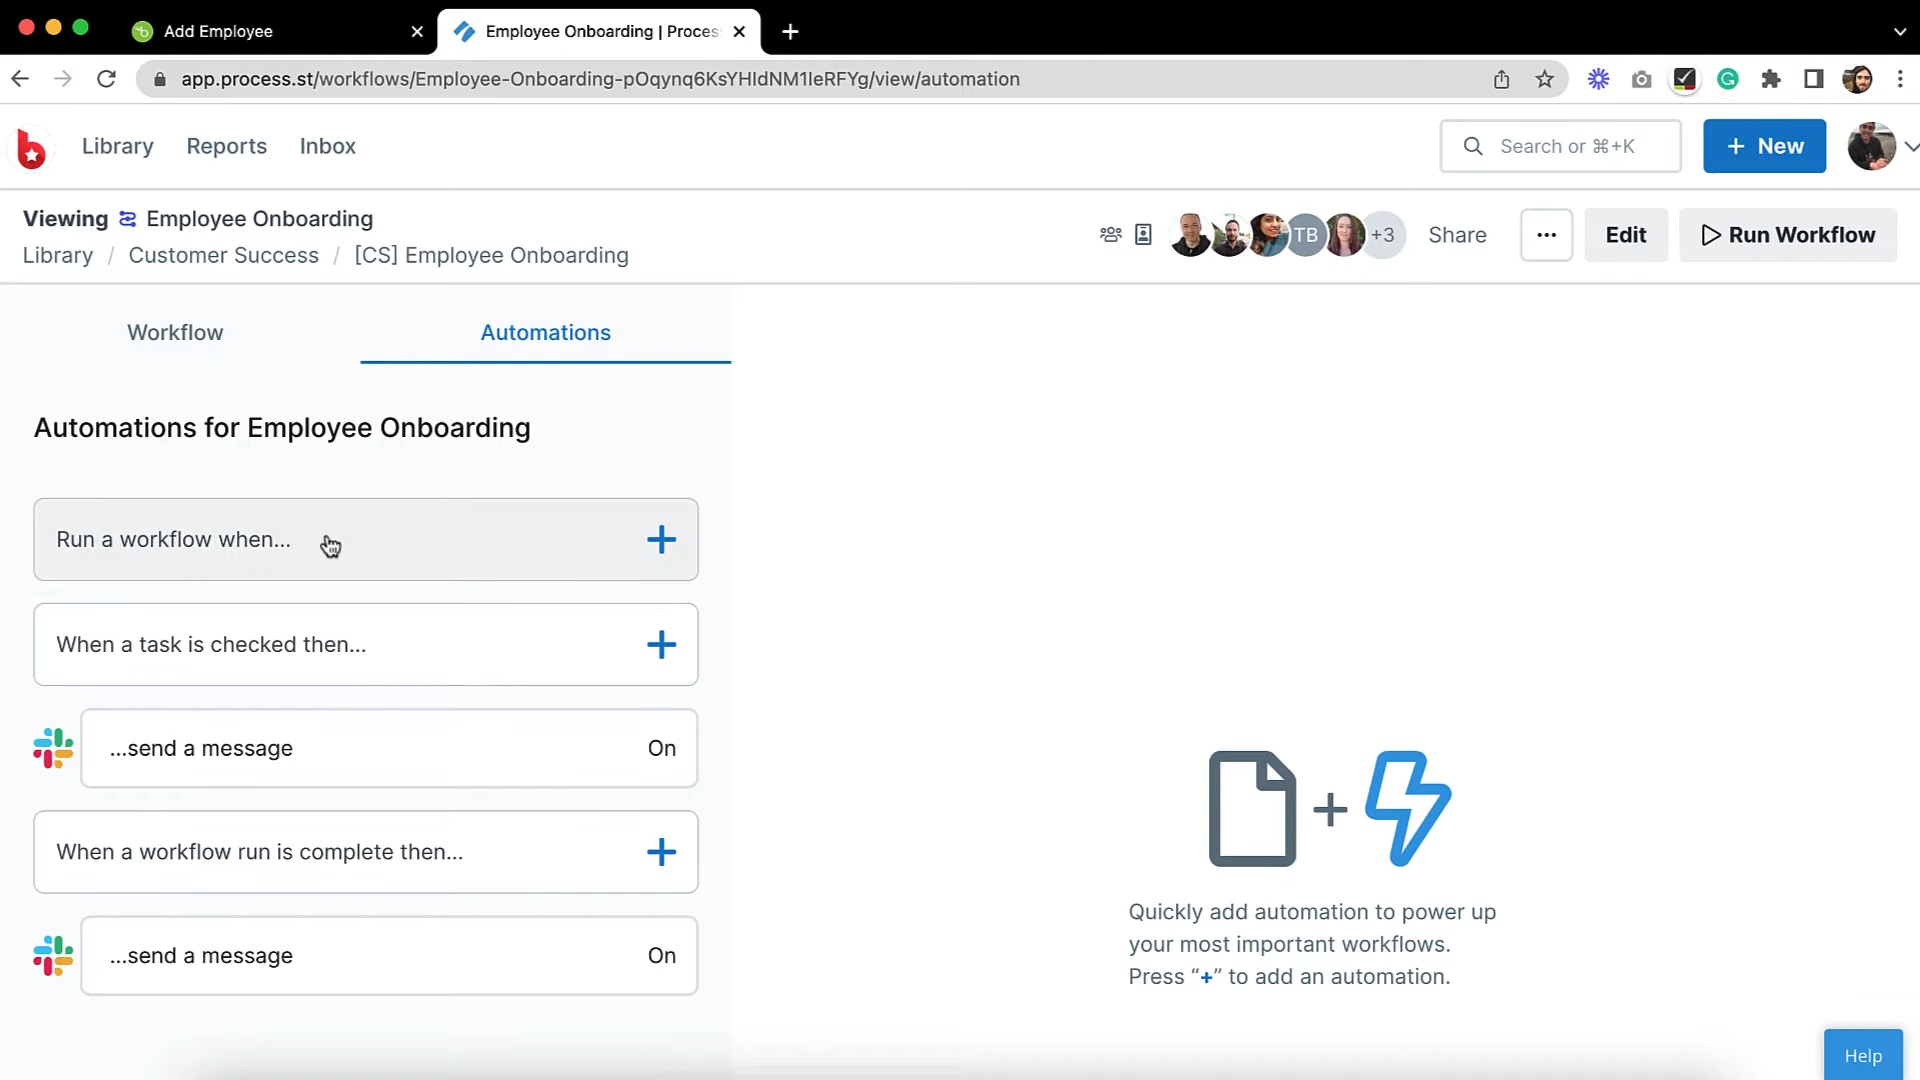 Add Employee
Employee Onboarding | Proces
app.process.st/workflows/Employee-Onboarding-pOqynq6KsYHIdNM1IeRFYg/view/automation
Library Reports Inbox
Search or ⌘+K
+ New
Viewing Employee Onboarding
Library / Customer Success / [CS] Employee Onboarding
TB +3 Share ... Edit Run Workflow
Workflow Automations
Automations for Employee Onboarding
Run a workflow when...
When a task is checked then...
...send a message On
When a workflow run is complete then...
...send a message On
Quickly add automation to power up
your most important workflows.
Press “+” to add an automation.
Help